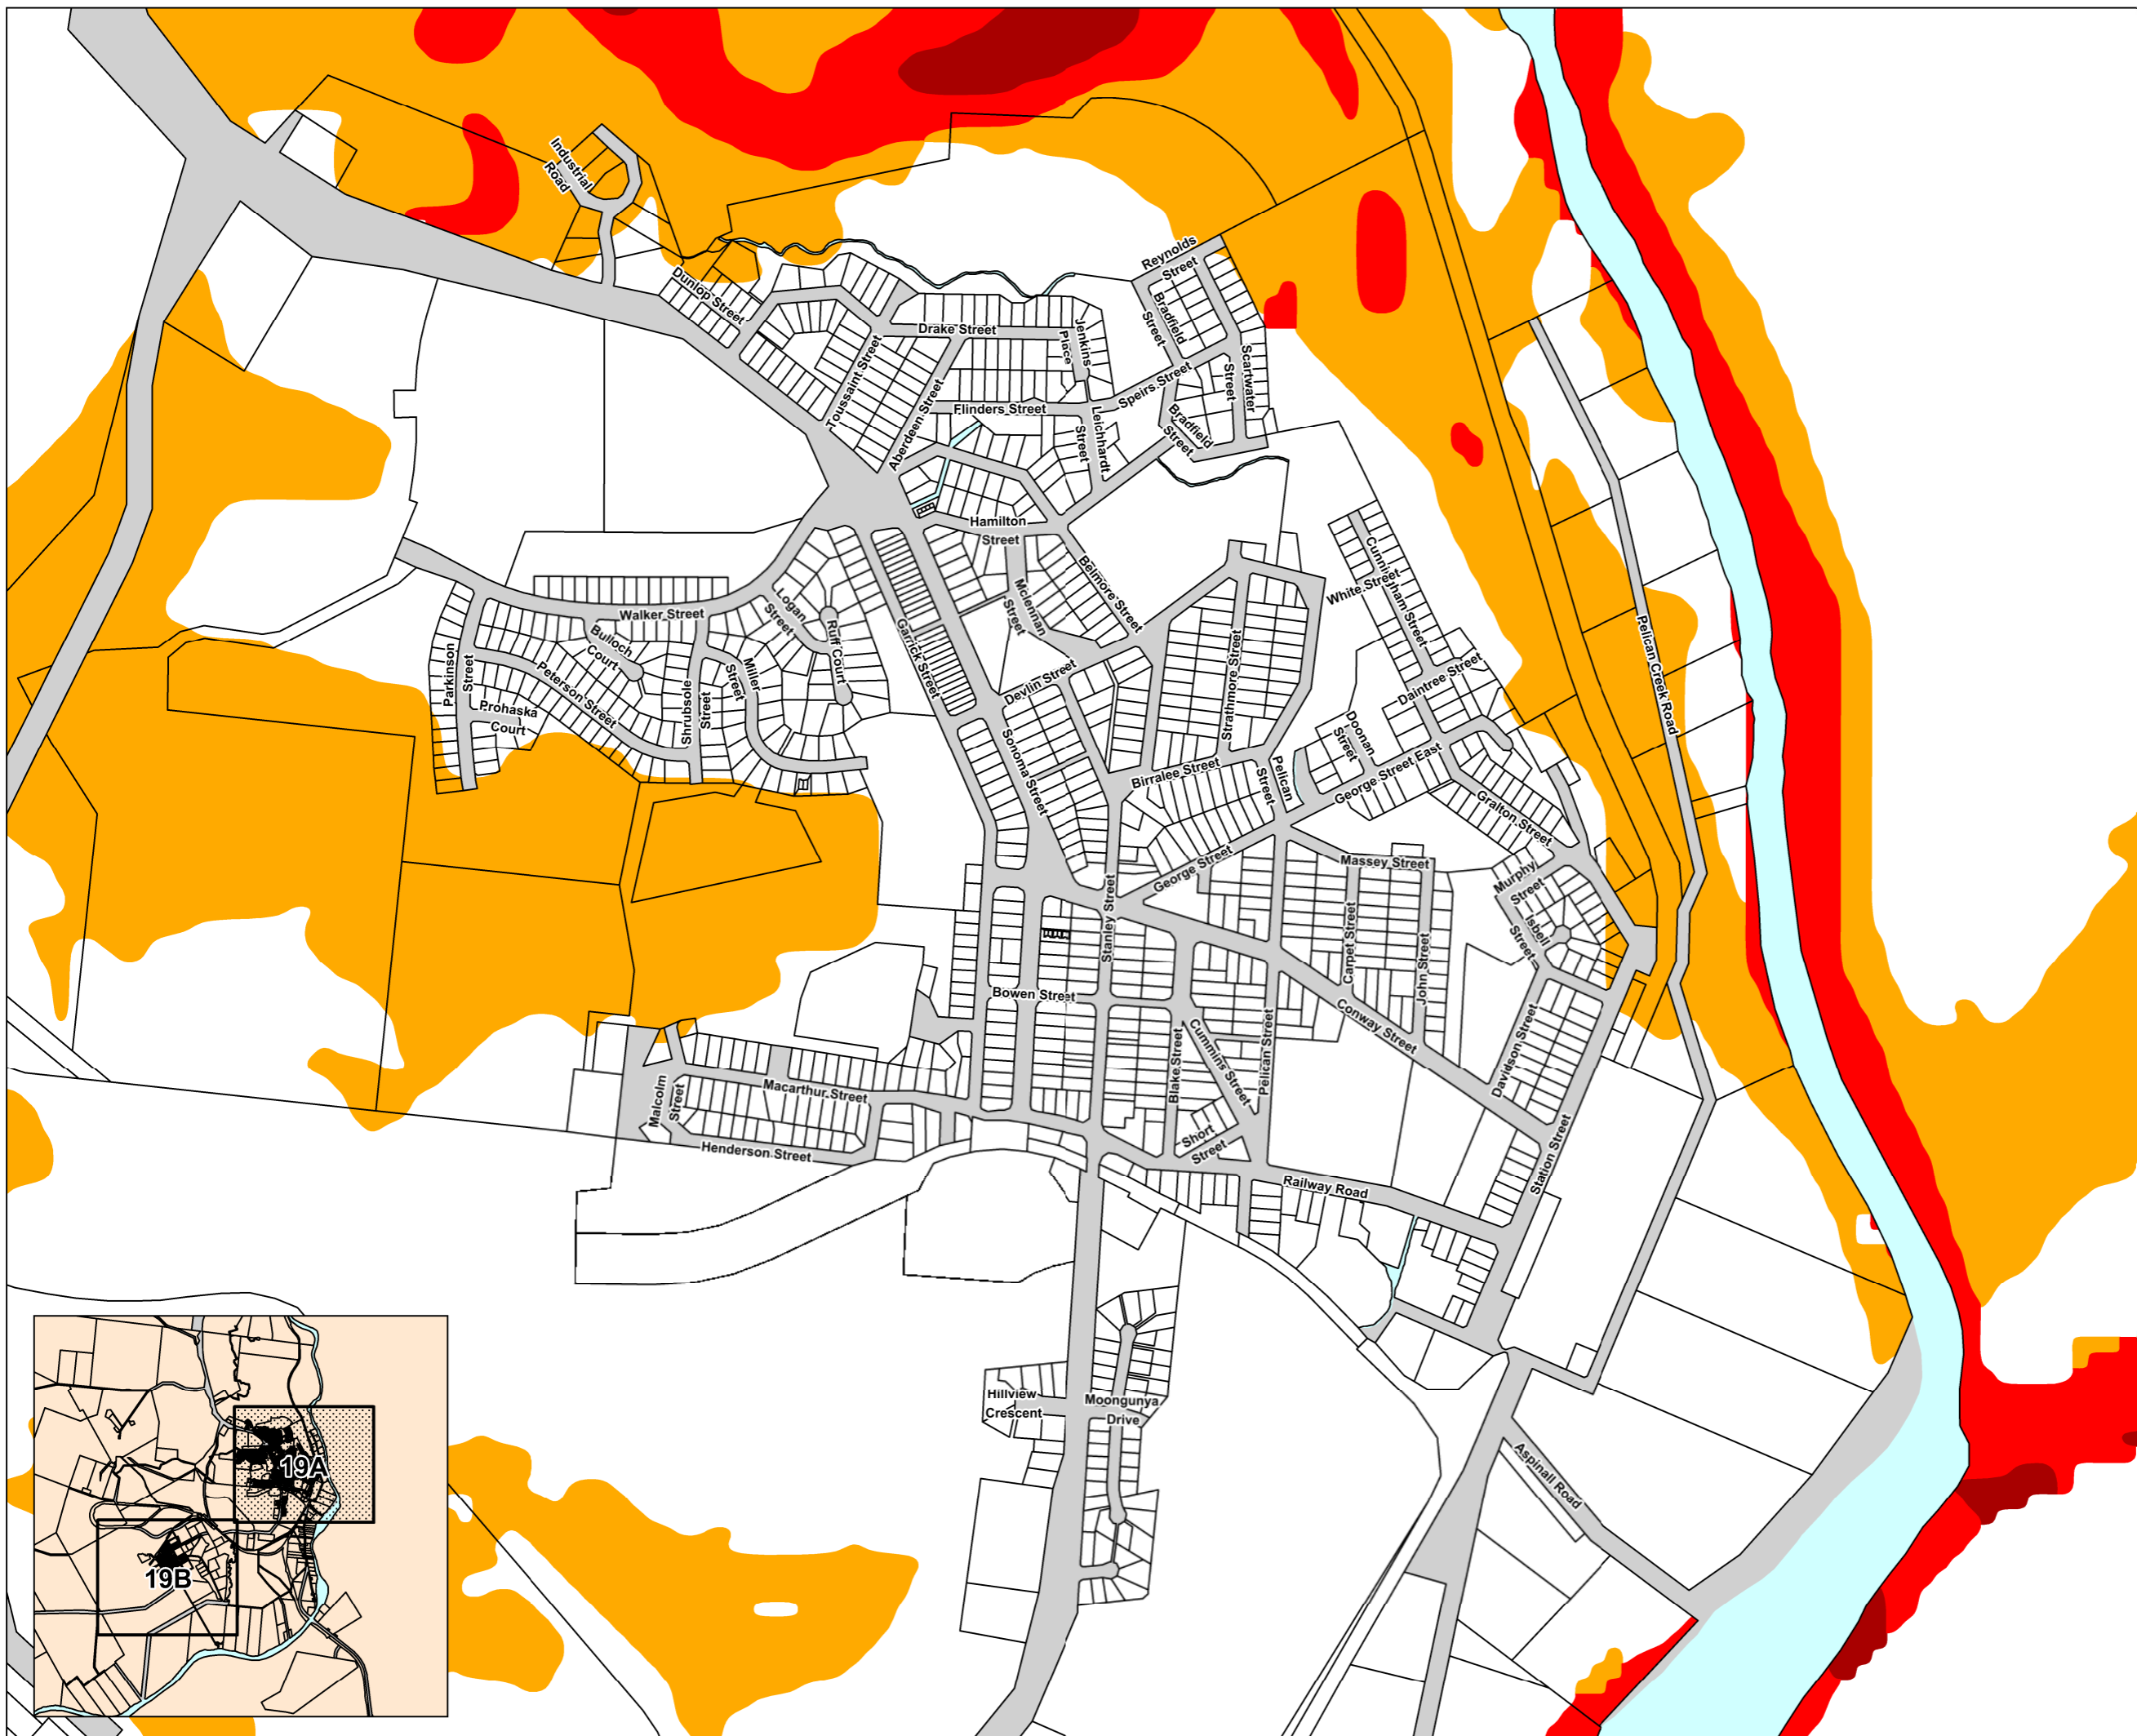 Industrial
Road
Reynolds
Street
Dunlop Street
Bradfield
Street
Drake Street
Jenkins
Place
Toussaint Street
Scartwater
Street
Speirs Street
Aberdeen Street
Flinders Street
Leichhardt
Street
Bradfield
Street
Hamilton
Street
Cunningham Street
White Street
Belmore Street
Mclennan
Street
Logan
Street
Walker Street
Ruff Court
Garrick Street
Bulloch
Court
Pelican Creek Road
Parkinson
Street
Peterson Street
Shrubsole
Street
Miller
Street
Devlin Street
Strathmore Street
Daintree Street
Prohaska
Court
Doonan
Street
Sonoma Street
Birralee Street
Pelican
Street
George Street East
Gralton Street
Massey Street
George Street
Murphy
Street
Stanley Street
Carpet Street
John Street
Isbell
Street
Bowen Street
Conway Street
Davidson Street
Cummins Street
Blake Street
Pelican Street
Macarthur Street
Malcolm
Street
Henderson Street
Short
Street
Station Street
Railway Road
Hillview
Crescent
Moongunya
Drive
Aspinall Road
19A
19B